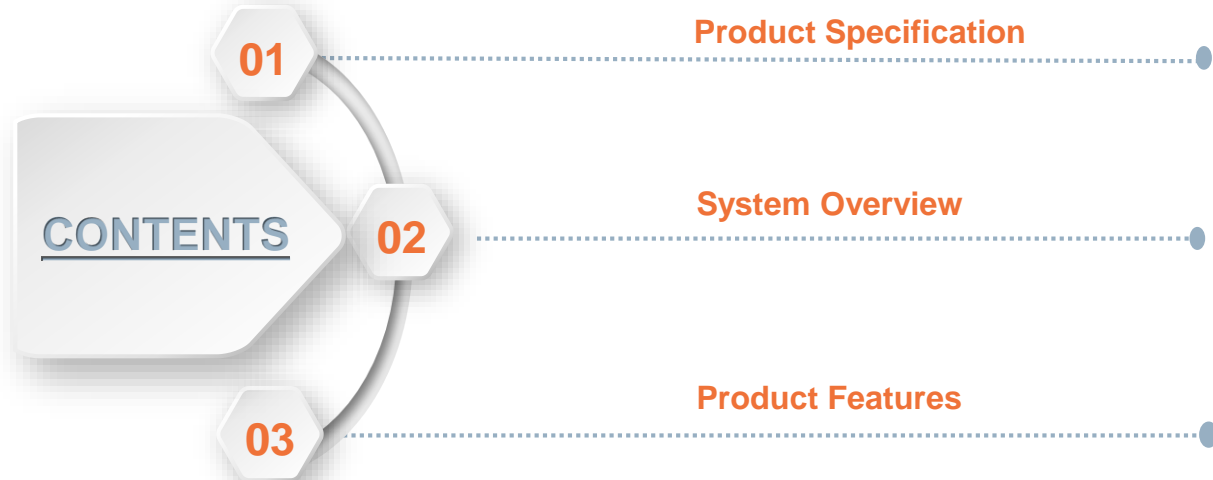 01
Product Specification
CONTENTS
02
System Overview
03
Product Features